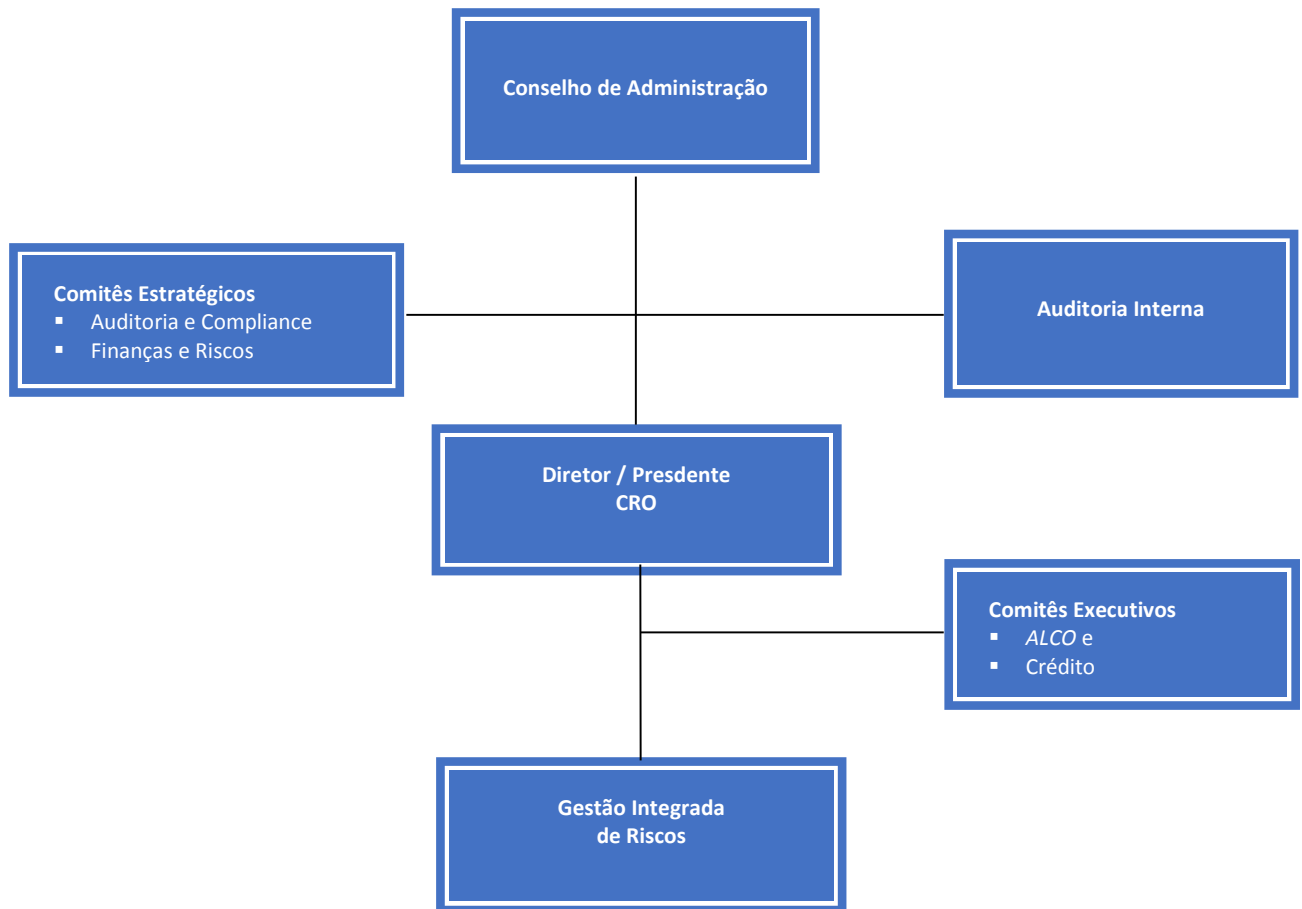 Conselho de Administração
Comitês Estratégicos
▪ Auditoria e Compliance
▪ Finanças e Riscos
Auditoria Interna
Diretor / Presdente
CRO
Comitês Executivos
▪ ALCO e
▪ Crédito
Gestão Integrada
de Riscos